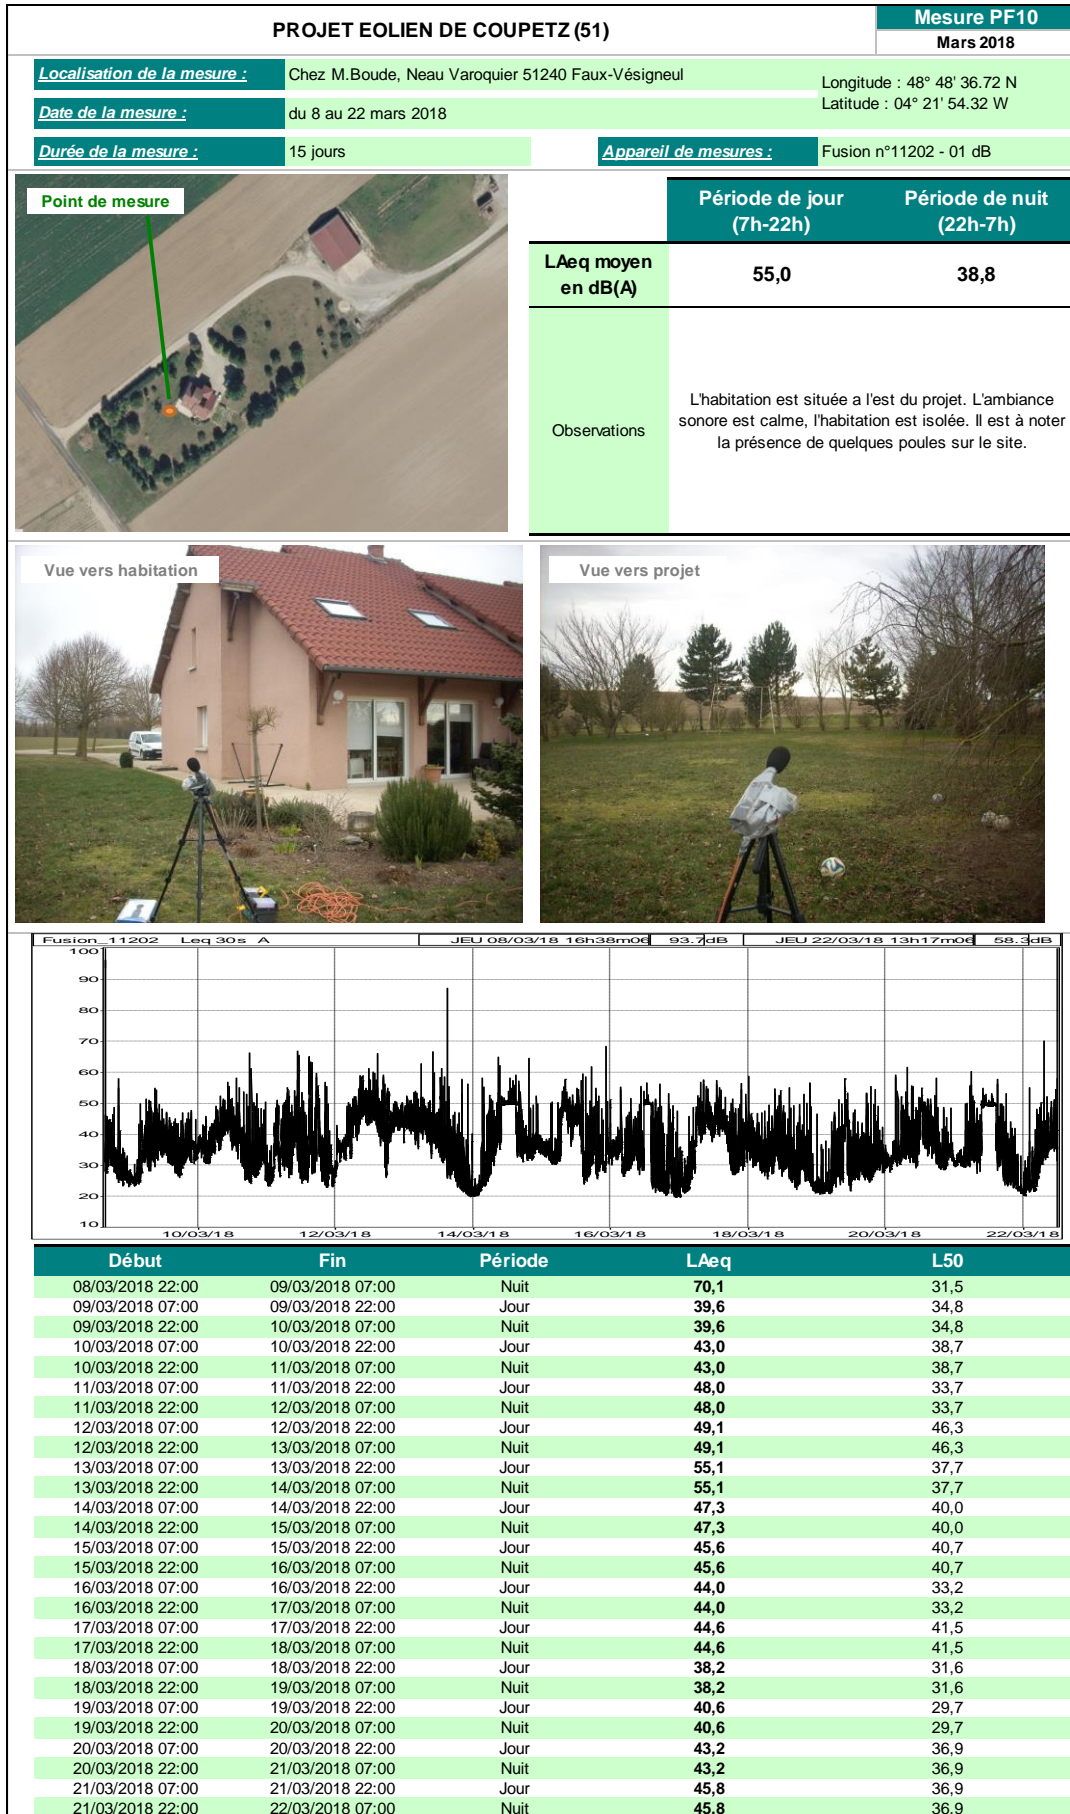 PROJET EOLIEN DE COUPETZ (51)
Mesure PF10
Mars 2018
Localisation de la mesure :
Chez M.Boude, Neau Varoquier 51240 Faux-Vésigneul
Longitude : 48° 48' 36.72 N
Latitude : 04° 21' 54.32 W
Date de la mesure :
du 8 au 22 mars 2018
Durée de la mesure :
15 jours
Appareil de mesures :
Fusion n°11202 - 01 dB
Point de mesure
Période de jour (7h-22h)
Période de nuit (22h-7h)
LAeq moyen en dB(A)
55,0
38,8
Observations
L'habitation est située a l'est du projet. L'ambiance
sonore est calme, l'habitation est isolée. Il est à noter
la présence de quelques poules sur le site.
Vue vers habitation
Vue vers projet
Fusion_11202 Leq 30s A JEU 08/03/18 16h38m06 93.7dB JEU 22/03/18 13h17m06 58.3dB
100
90
80
70
60
50
40
30
20
10
10/03/18 12/03/18 14/03/18 16/03/18 18/03/18 20/03/18 22/03/18
Début Fin Période LAeq L50
08/03/2018 22:00 09/03/2018 07:00 Nuit 70,1 31,5
09/03/2018 07:00 09/03/2018 22:00 Jour 39,6 34,8
09/03/2018 22:00 10/03/2018 07:00 Nuit 39,6 34,8
10/03/2018 07:00 10/03/2018 22:00 Jour 43,0 38,7
10/03/2018 22:00 11/03/2018 07:00 Nuit 43,0 38,7
11/03/2018 07:00 11/03/2018 22:00 Jour 48,0 33,7
11/03/2018 22:00 12/03/2018 07:00 Nuit 48,0 33,7
12/03/2018 07:00 12/03/2018 22:00 Jour 49,1 46,3
12/03/2018 22:00 13/03/2018 07:00 Nuit 49,1 46,3
13/03/2018 07:00 13/03/2018 22:00 Jour 55,1 37,7
13/03/2018 22:00 14/03/2018 07:00 Nuit 55,1 37,7
14/03/2018 07:00 14/03/2018 22:00 Jour 47,3 40,0
14/03/2018 22:00 15/03/2018 07:00 Nuit 47,3 40,0
15/03/2018 07:00 15/03/2018 22:00 Jour 45,6 40,7
15/03/2018 22:00 16/03/2018 07:00 Nuit 45,6 40,7
16/03/2018 07:00 16/03/2018 22:00 Jour 44,0 33,2
16/03/2018 22:00 17/03/2018 07:00 Nuit 44,0 33,2
17/03/2018 07:00 17/03/2018 22:00 Jour 44,6 41,5
17/03/2018 22:00 18/03/2018 07:00 Nuit 44,6 41,5
18/03/2018 07:00 18/03/2018 22:00 Jour 38,2 31,6
18/03/2018 22:00 19/03/2018 07:00 Nuit 38,2 31,6
19/03/2018 07:00 19/03/2018 22:00 Jour 40,6 29,7
19/03/2018 22:00 20/03/2018 07:00 Nuit 40,6 29,7
20/03/2018 07:00 20/03/2018 22:00 Jour 43,2 36,9
20/03/2018 22:00 21/03/2018 07:00 Nuit 43,2 36,9
21/03/2018 07:00 21/03/2018 22:00 Jour 45,8 36,9
21/03/2018 22:00 22/03/2018 07:00 Nuit 45,8 36,9